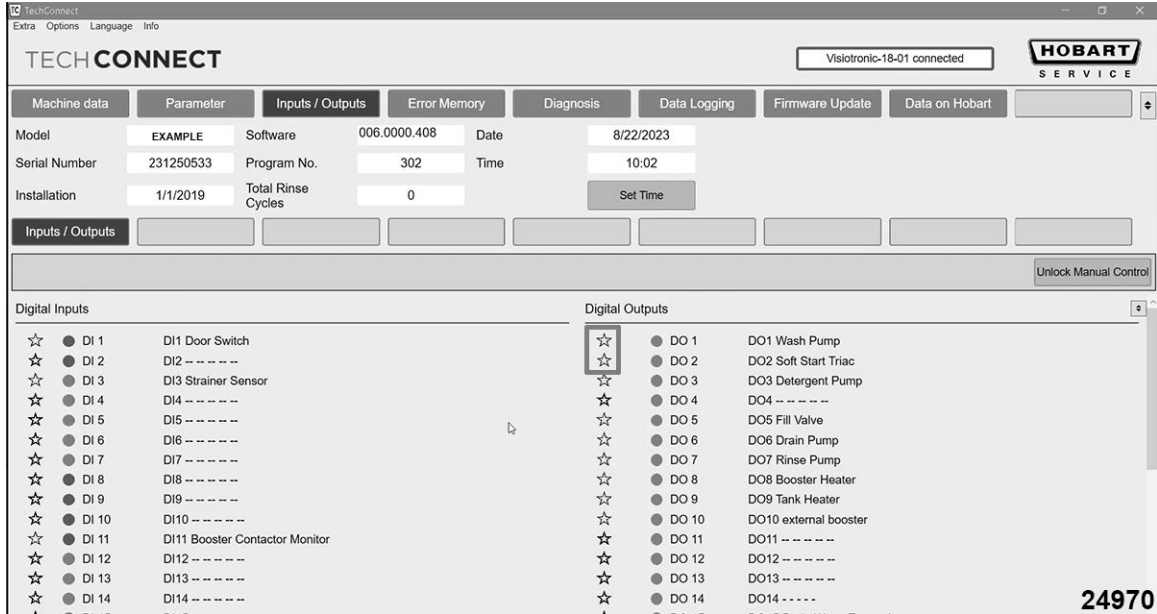 TC TechConnect
Extra Options Language Info
TECHCONNECT
Visiotronic-18-01 connected
HOBART
SERVICE
Machine data Parameter Inputs / Outputs Error Memory Diagnosis Data Logging Firmware Update Data on Hobart
Model EXAMPLE Software 006.0000.408 Date 8/22/2023
Serial Number 231250533 Program No. 302 Time 10:02
Installation 1/1/2019 Total Rinse Cycles 0 Set Time
Inputs / Outputs
Unlock Manual Control
Digital Inputs Digital Outputs
DI 1 DI1 Door Switch DO 1 DO1 Wash Pump
DI 2 DI2 -- -- -- -- -- DO 2 DO2 Soft Start Triac
DI 3 DI3 Strainer Sensor DO 3 DO3 Detergent Pump
DI 4 DI4 -- -- -- -- -- DO 4 DO4 -- -- -- -- --
DI 5 DI5 -- -- -- -- -- DO 5 DO5 Fill Valve
DI 6 DI6 -- -- -- -- -- DO 6 DO6 Drain Pump
DI 7 DI7 -- -- -- -- -- DO 7 DO7 Rinse Pump
DI 8 DI8 -- -- -- -- -- DO 8 DO8 Booster Heater
DI 9 DI9 -- -- -- -- -- DO 9 DO9 Tank Heater
DI 10 DI10 -- -- -- -- -- DO 10 DO10 external booster
DI 11 DI11 Booster Contactor Monitor DO 11 DO11 -- -- -- -- --
DI 12 DI12 -- -- -- -- -- DO 12 DO12 -- -- -- -- --
DI 13 DI13 -- -- -- -- -- DO 13 DO13 -- -- -- -- --
DI 14 DI14 -- -- -- -- -- DO 14 DO14 - - - - -
24970